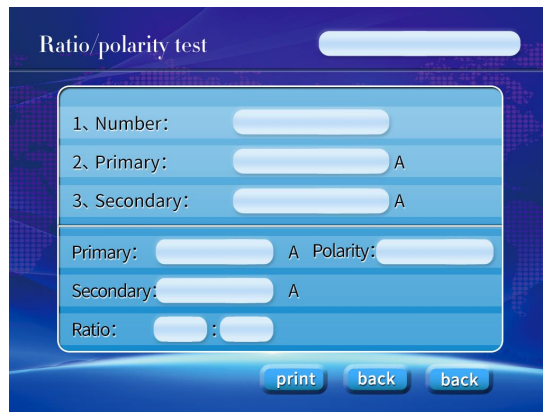 Ratio/polarity test
1、Number：
2、Primary： A
3、Secondary： A
Primary： A Polarity：
Secondary: A
Ratio： :
print back back